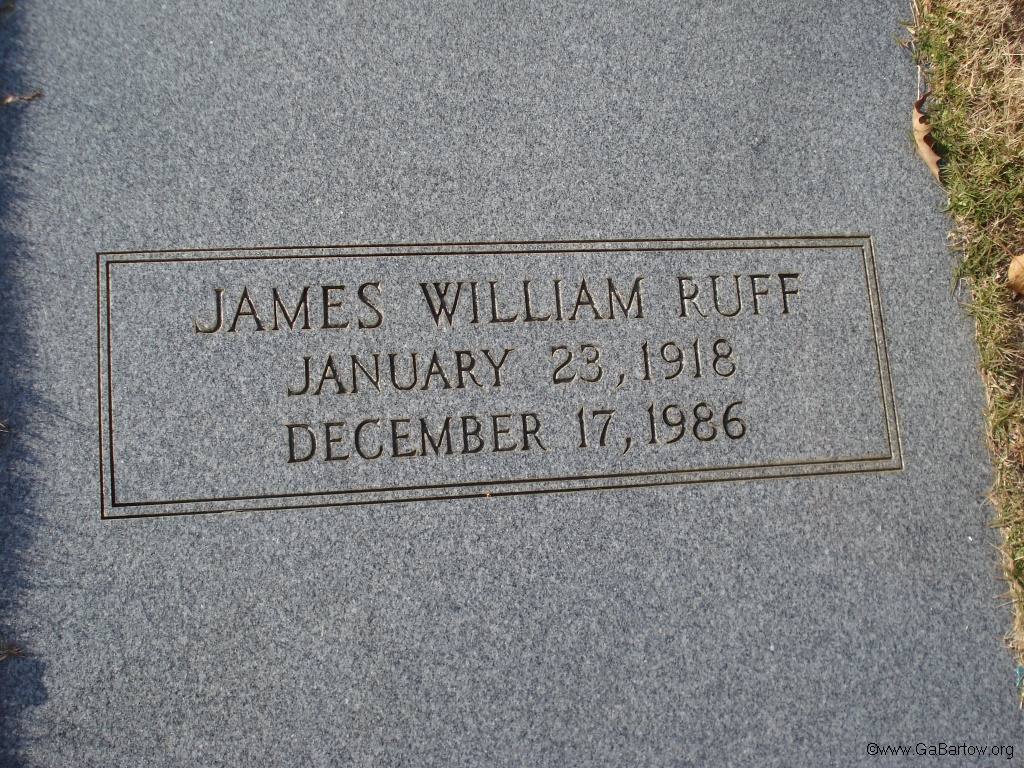 JAMES WILLIAM RUFF
JANUARY 23, 1918
DECEMBER 17, 1986
©www.GaBartow.org